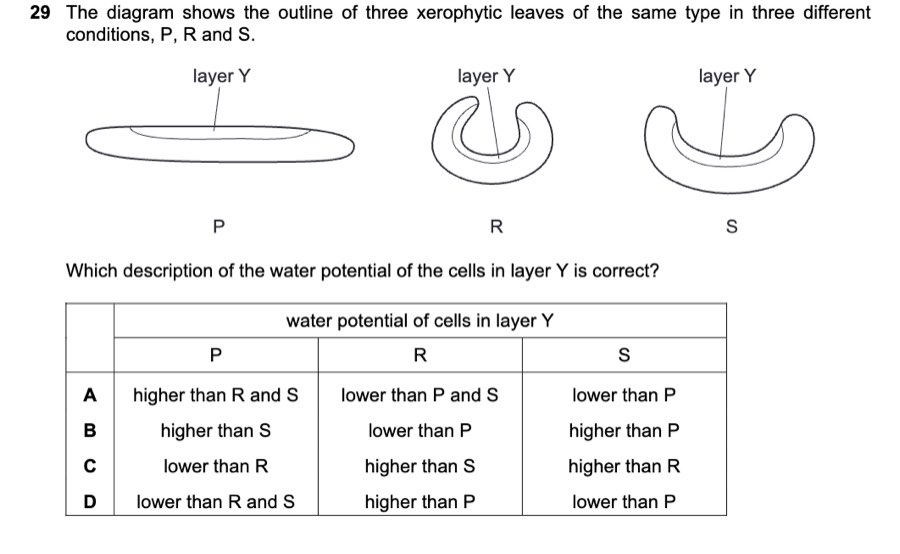 29 The diagram shows the outline of three xerophytic leaves of the same type in three different
conditions, P, R and S.
layer Y layer Y layer Y
P R S
Which description of the water potential of the cells in layer Y is correct?
water potential of cells in layer Y
P R S
A higher than R and S lower than P and S lower than P
B higher than S lower than P higher than P
C lower than R higher than S higher than R
D lower than R and S higher than P lower than P